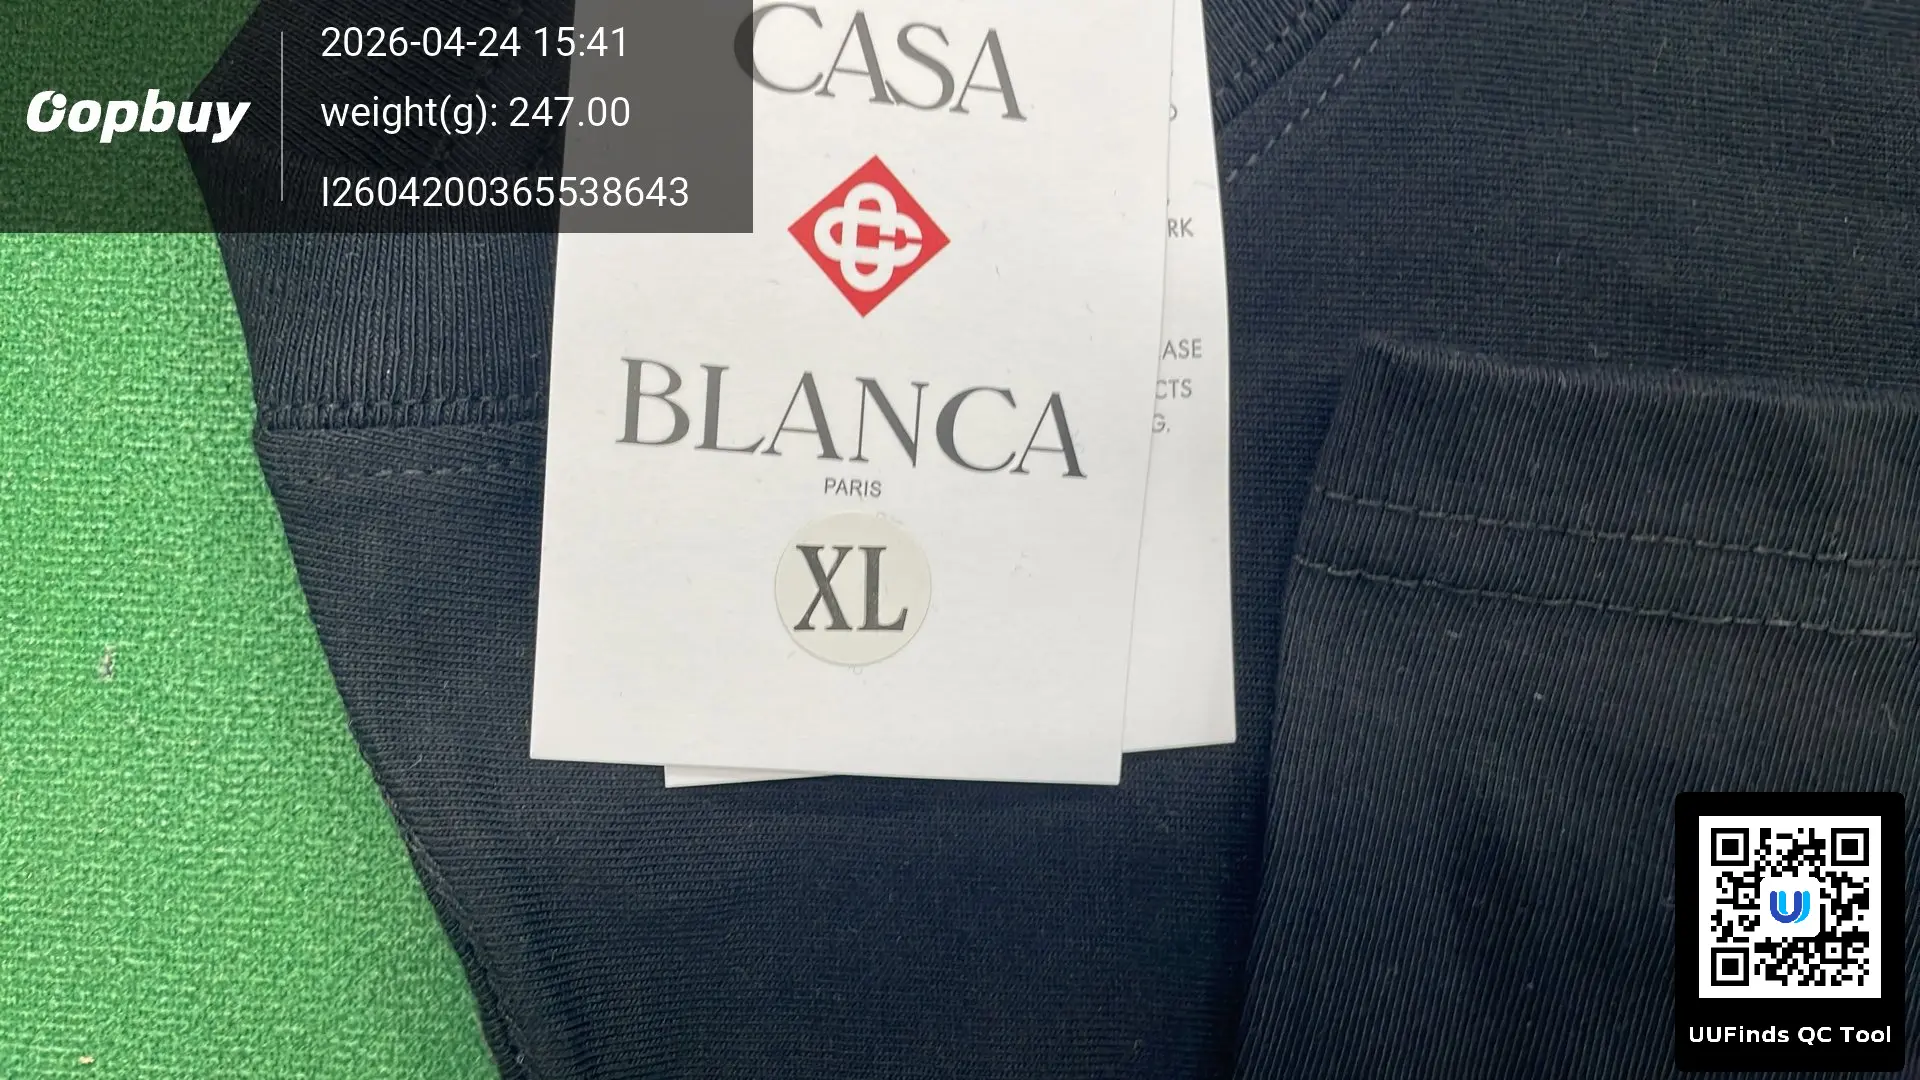 Oopbuy
2026-04-24 15:41
weight(g): 247.00
I2604200365538643
CASA
BLANCA
PARIS
XL
RK
ASE
CTS
G.
UUFinds QC Tool